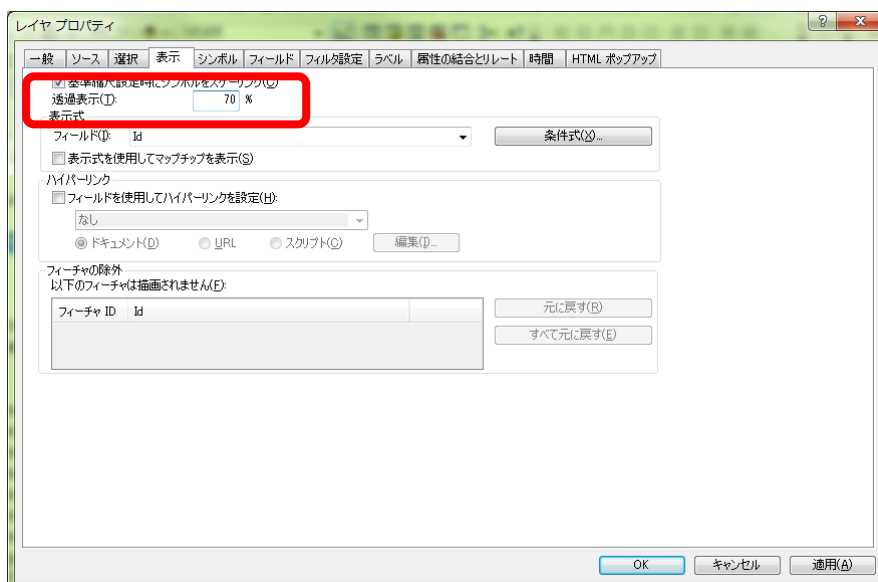 レイヤ プロパティ
一般 ソース 選択 表示 シンボル フィールド フィルタ設定 ラベル 属性の結合とリレート 時間 HTML ポップアップ
基準縮尺設定時にシンボルをスケーリング(C)
透過表示(T): 70 %
表示式
フィールド(I): Id 条件式(X)...
表示式を使用してマップチップを表示(S)
ハイパーリンク
フィールドを使用してハイパーリンクを設定(H):
なし
ドキュメント(D) URL スクリプト(C) 編集(I)...
フィーチャの除外
以下のフィーチャは描画されません(F):
フィーチャ ID Id
元に戻す(R)
すべて元に戻す(E)
OK キャンセル 適用(A)